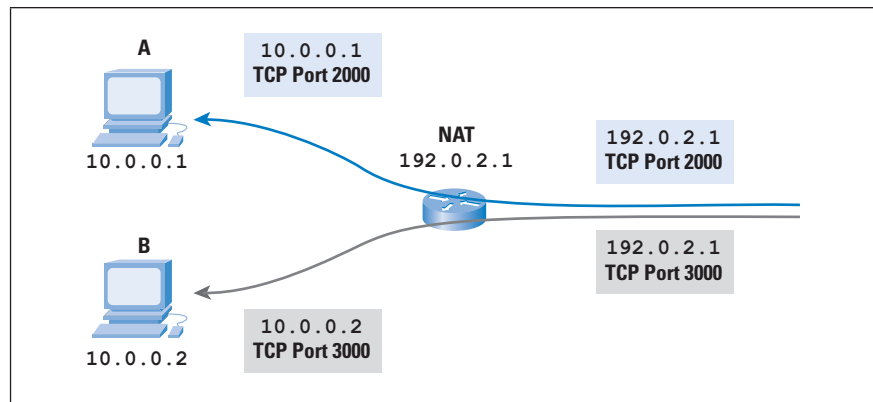 A
10.0.0.1
10.0.0.1
TCP Port 2000
NAT
192.0.2.1
192.0.2.1
TCP Port 2000
B
10.0.0.2
10.0.0.2
TCP Port 3000
192.0.2.1
TCP Port 3000